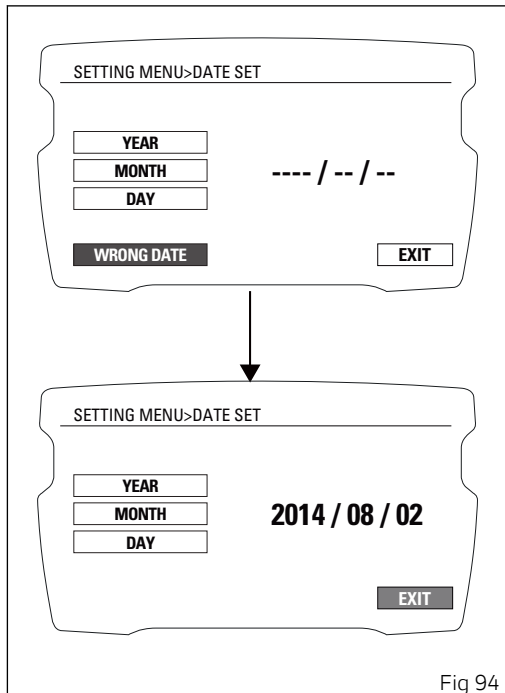 SETTING MENU>DATE SET
YEAR
MONTH
---- / -- / --
DAY
WRONG DATE
EXIT
SETTING MENU>DATE SET
YEAR
MONTH
2014 / 08 / 02
DAY
EXIT
Fig 94